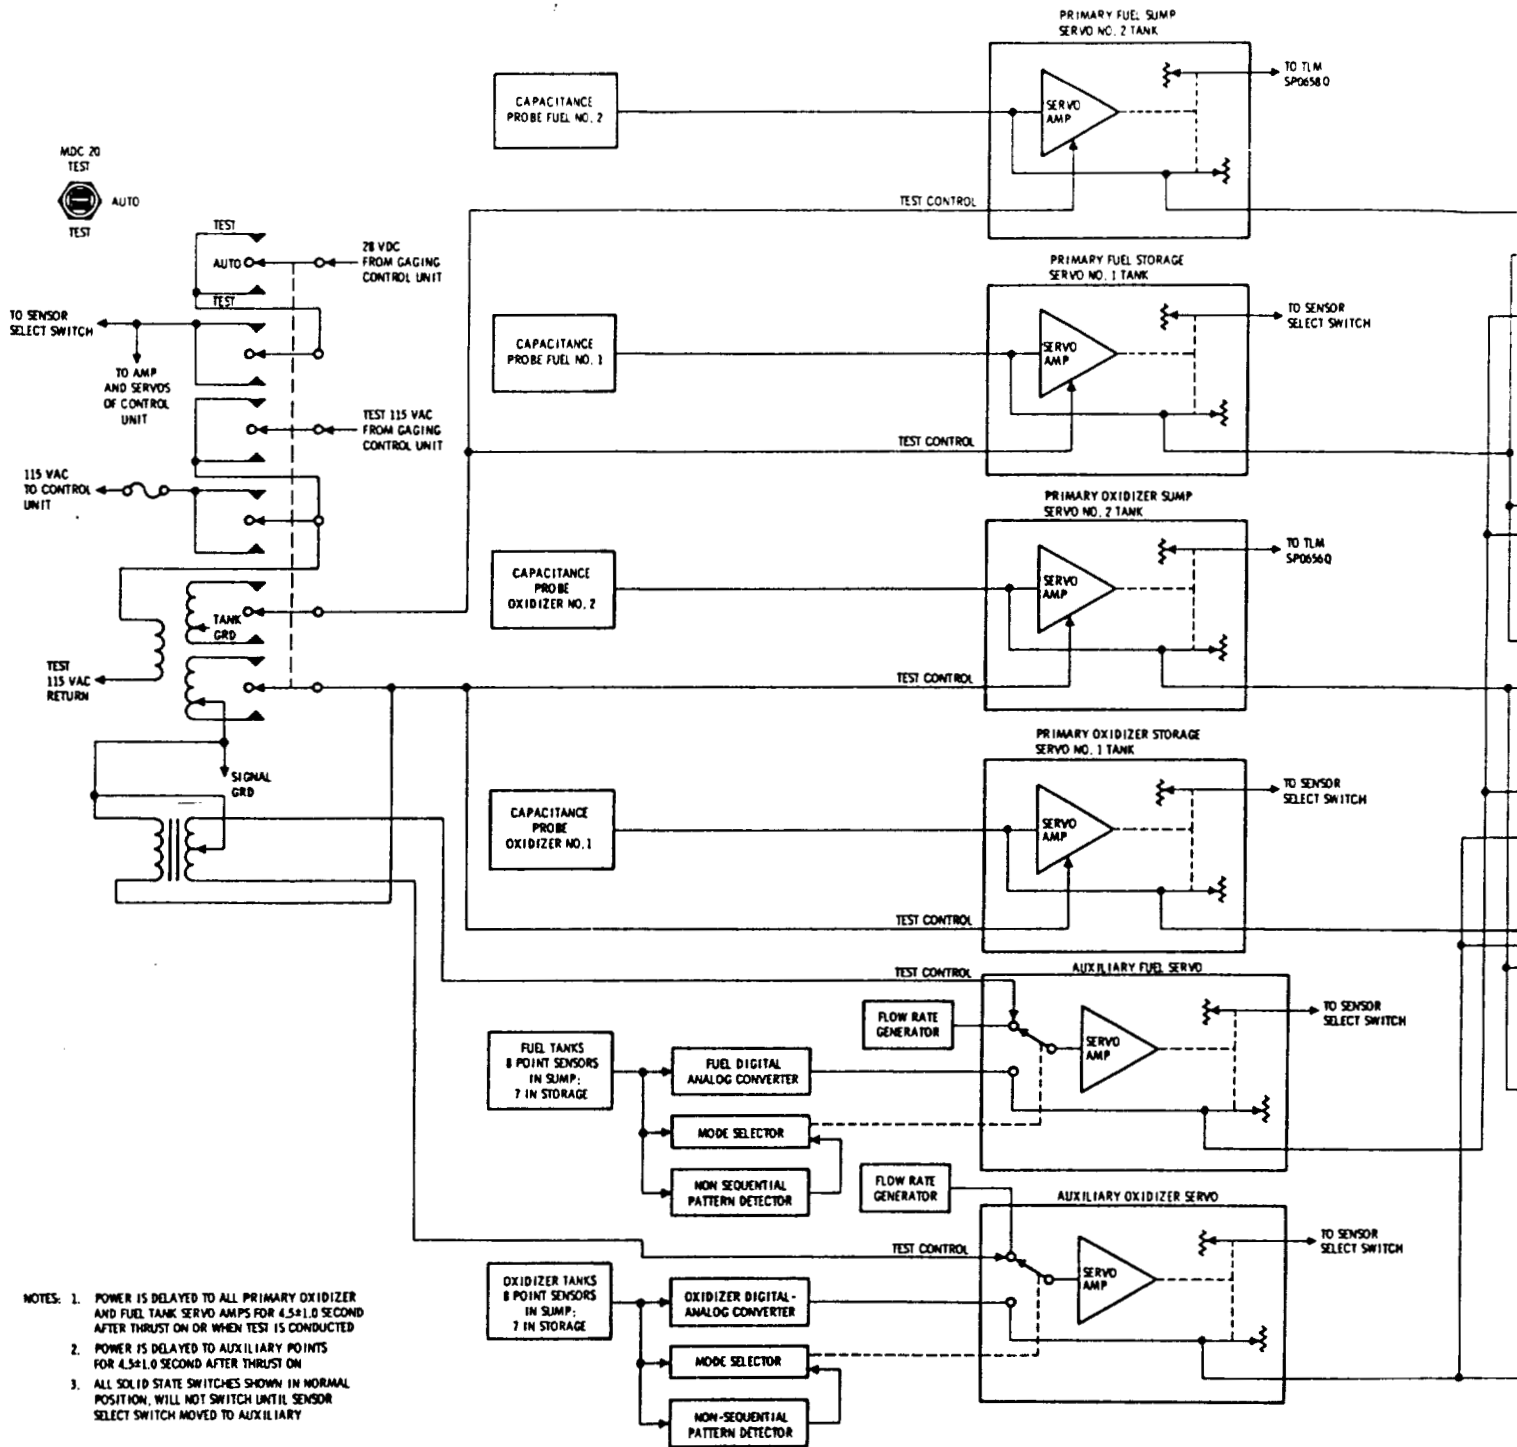 PRIMARY FUEL SUMP
SERVO NO. 2 TANK
TO TLM
SP0658Q
CAPACITANCE
PROBE FUEL NO. 2
SERVO
AMP
MDC 20
TEST
AUTO
TEST
TEST CONTROL
TEST
AUTO
TEST
28 VDC
FROM GAGING
CONTROL UNIT
PRIMARY FUEL STORAGE
SERVO NO. 1 TANK
TO SENSOR
SELECT SWITCH
TO SENSOR
SELECT SWITCH
CAPACITANCE
PROBE FUEL NO. 1
SERVO
AMP
TO AMP
AND SERVOS
OF CONTROL
UNIT
TEST 115 VAC
FROM GAGING
CONTROL UNIT
TEST CONTROL
115 VAC
TO CONTROL
UNIT
PRIMARY OXIDIZER SUMP
SERVO NO. 2 TANK
TO TLM
SP0656Q
CAPACITANCE
PROBE
OXIDIZER NO. 2
SERVO
AMP
TANK
GRD
TEST
115 VAC
RETURN
TEST CONTROL
PRIMARY OXIDIZER STORAGE
SERVO NO. 1 TANK
SIGNAL
GRD
TO SENSOR
SELECT SWITCH
CAPACITANCE
PROBE
OXIDIZER NO. 1
SERVO
AMP
TEST CONTROL
AUXILIARY FUEL SERVO
TEST CONTROL
FLOW RATE
GENERATOR
TO SENSOR
SELECT SWITCH
SERVO
AMP
FUEL TANKS
8 POINT SENSORS
IN SUMP;
7 IN STORAGE
FUEL DIGITAL
ANALOG CONVERTER
MODE SELECTOR
NON SEQUENTIAL
PATTERN DETECTOR
FLOW RATE
GENERATOR
AUXILIARY OXIDIZER SERVO
TEST CONTROL
TO SENSOR
SELECT SWITCH
SERVO
AMP
OXIDIZER TANKS
8 POINT SENSORS
IN SUMP;
7 IN STORAGE
OXIDIZER DIGITAL-
ANALOG CONVERTER
MODE SELECTOR
NON-SEQUENTIAL
PATTERN DETECTOR
NOTES: 1. POWER IS DELAYED TO ALL PRIMARY OXIDIZER
AND FUEL TANK SERVO AMPS FOR 4.5±1.0 SECOND
AFTER THRUST ON OR WHEN TEST IS CONDUCTED
2. POWER IS DELAYED TO AUXILIARY POINTS
FOR 4.5±1.0 SECOND AFTER THRUST ON
3. ALL SOLID STATE SWITCHES SHOWN IN NORMAL
POSITION, WILL NOT SWITCH UNTIL SENSOR
SELECT SWITCH MOVED TO AUXILIARY